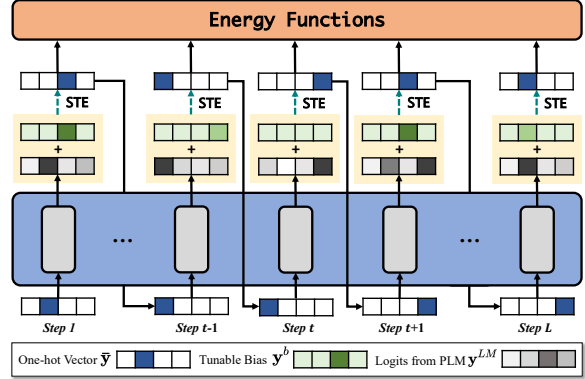 Energy Functions
STE STE STE STE STE
+ + + + +
... ...
Step 1 Step t-1 Step t Step t+1 Step L
One-hot Vector ȳ Tunable Bias y^b Logits from PLM y^LM